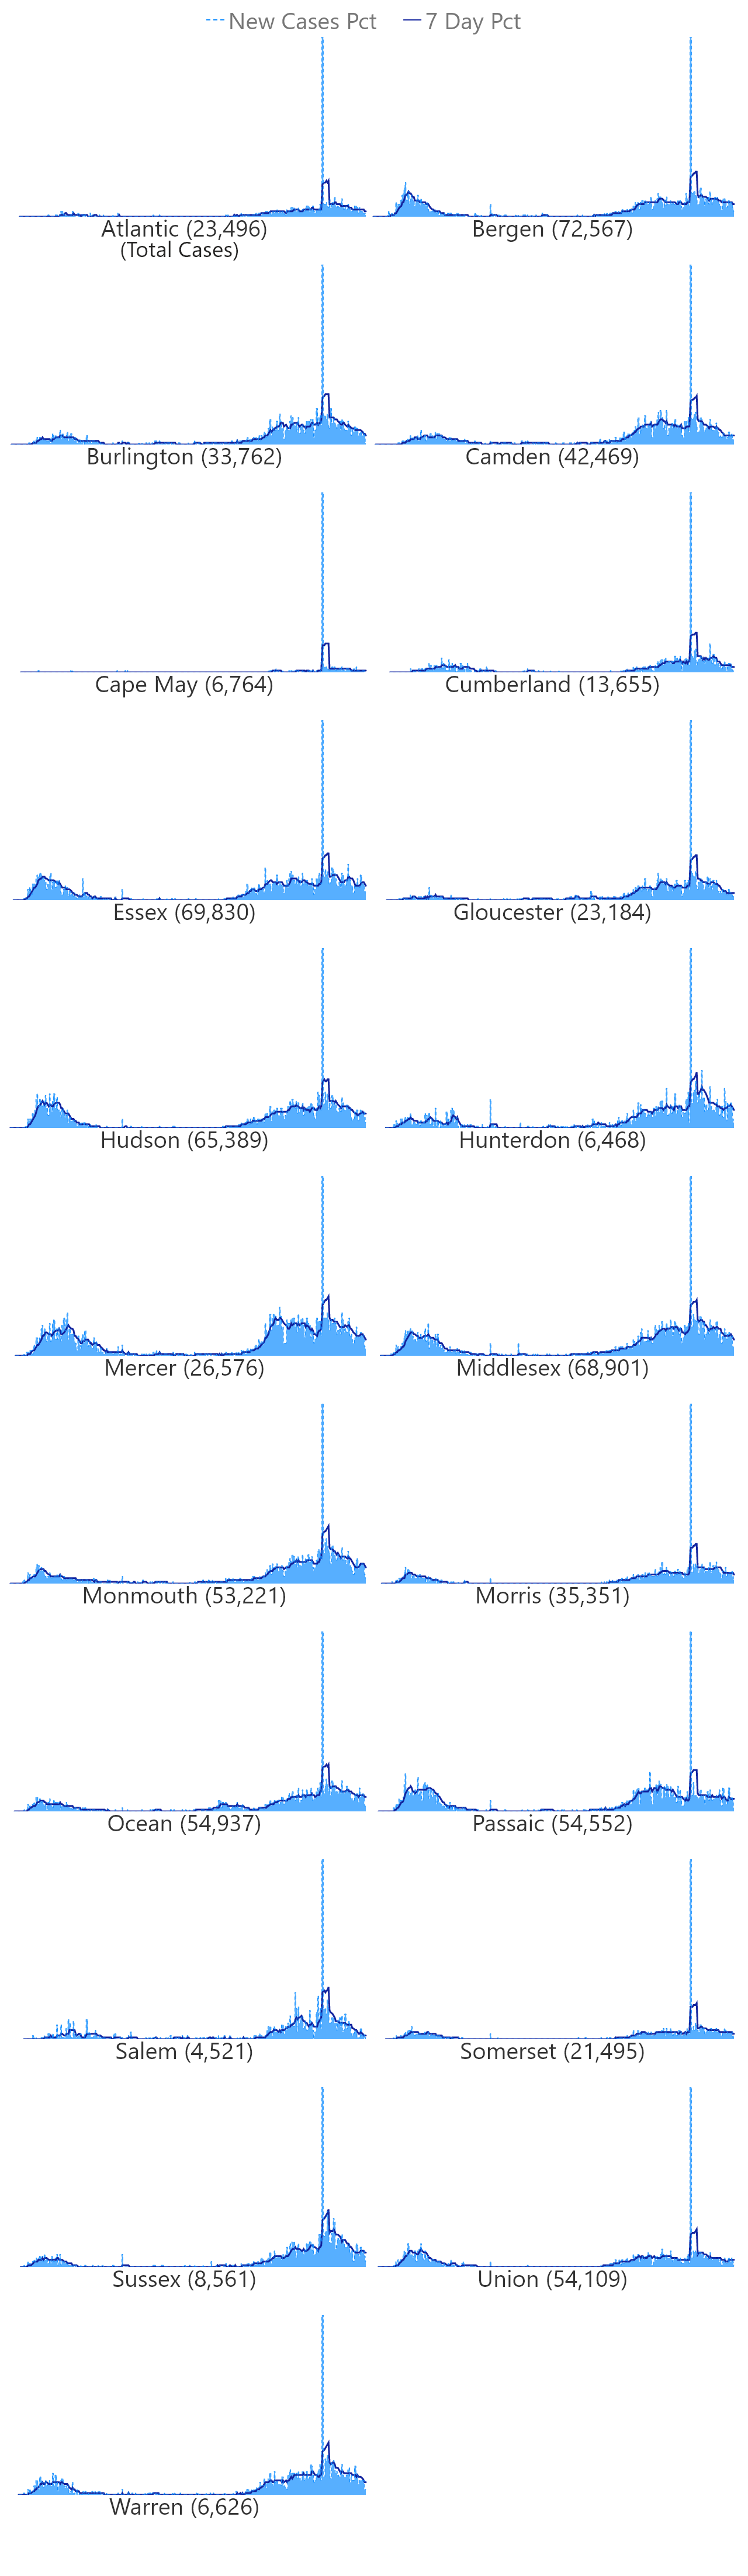 New Cases Pct 7 Day Pct
Atlantic (23,496)
(Total Cases)
Bergen (72,567)
Burlington (33,762)
Camden (42,469)
Cape May (6,764)
Cumberland (13,655)
Essex (69,830)
Gloucester (23,184)
Hudson (65,389)
Hunterdon (6,468)
Mercer (26,576)
Middlesex (68,901)
Monmouth (53,221)
Morris (35,351)
Ocean (54,937)
Passaic (54,552)
Salem (4,521)
Somerset (21,495)
Sussex (8,561)
Union (54,109)
Warren (6,626)